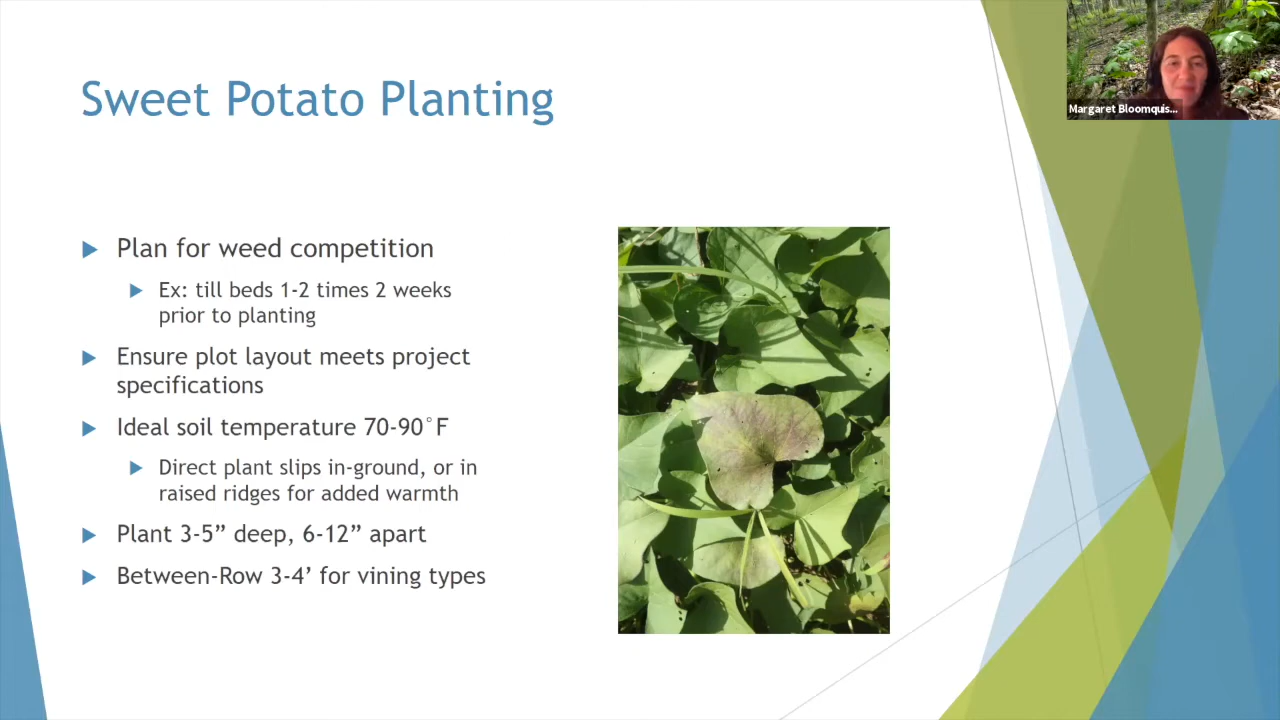 Sweet Potato Planting
Margaret Bloomquis...
Plan for weed competition
Ex: till beds 1-2 times 2 weeks
prior to planting
Ensure plot layout meets project
specifications
Ideal soil temperature 70-90°F
Direct plant slips in-ground, or in
raised ridges for added warmth
Plant 3-5” deep, 6-12” apart
Between-Row 3-4’ for vining types